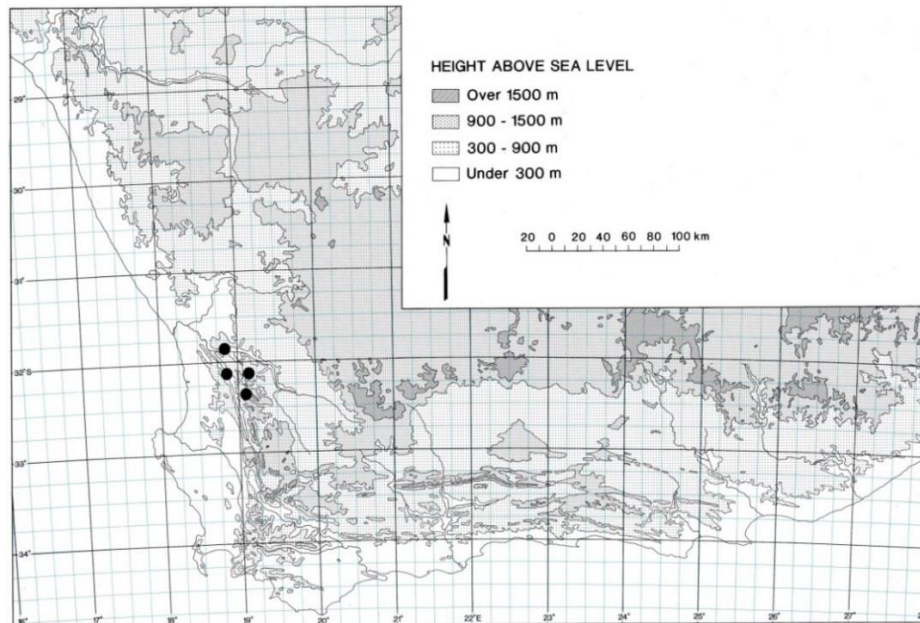 HEIGHT ABOVE SEA LEVEL
Over 1500 m
900 - 1500 m
300 - 900 m
Under 300 m
N
20 0 20 40 60 80 100 km
29°
30°
31°
32°S
33°
34°
16° 17° 18° 19° 20° 21° 22°E 23° 24° 25° 26° 27°